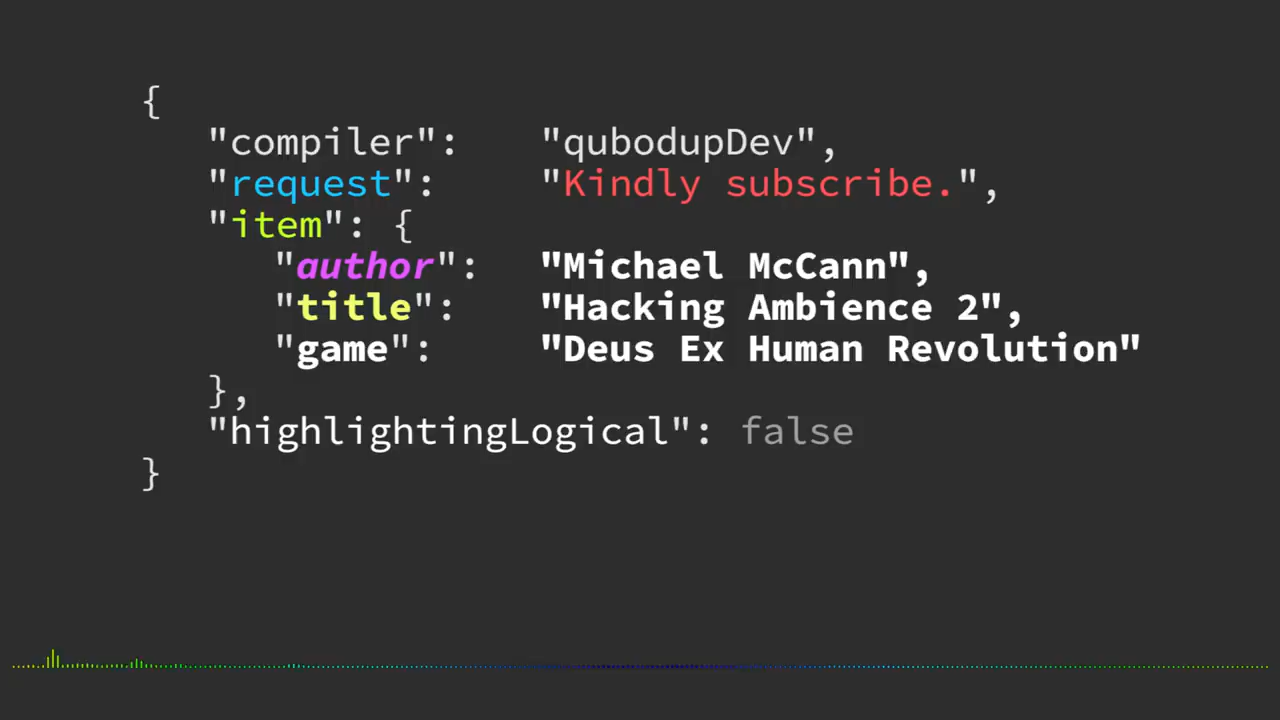 {
"compiler": "qubodupDev",
"request": "Kindly subscribe.",
"item": {
"author": "Michael McCann",
"title": "Hacking Ambience 2",
"game": "Deus Ex Human Revolution"
},
"highlightingLogical": false
}